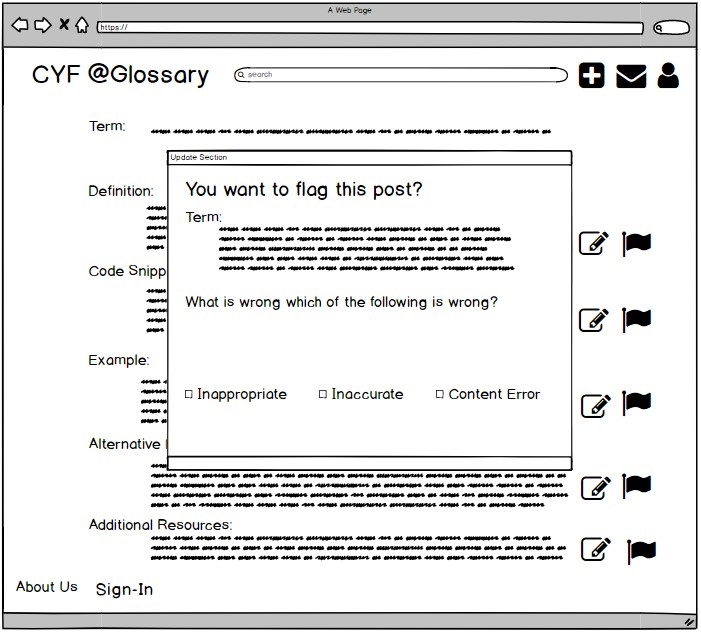 A Web Page
https://
CYF @Glossary
search
Term:
Update Section
You want to flag this post?
Definition:
Term:
Code Snipp
What is wrong which of the following is wrong?
Example:
Inappropriate
Inaccurate
Content Error
Alternative
Additional Resources:
About Us
Sign-In